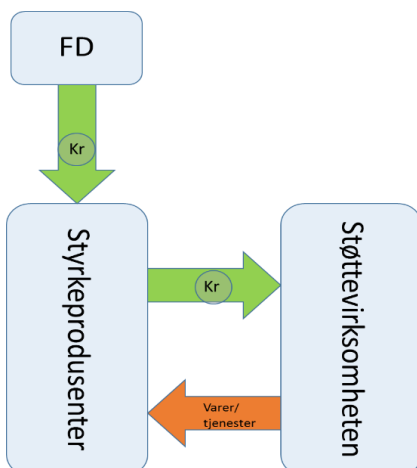 FD
Kr
Styrkeprodusenter
Kr
Støttevirksomheten
Varer/
tjenester